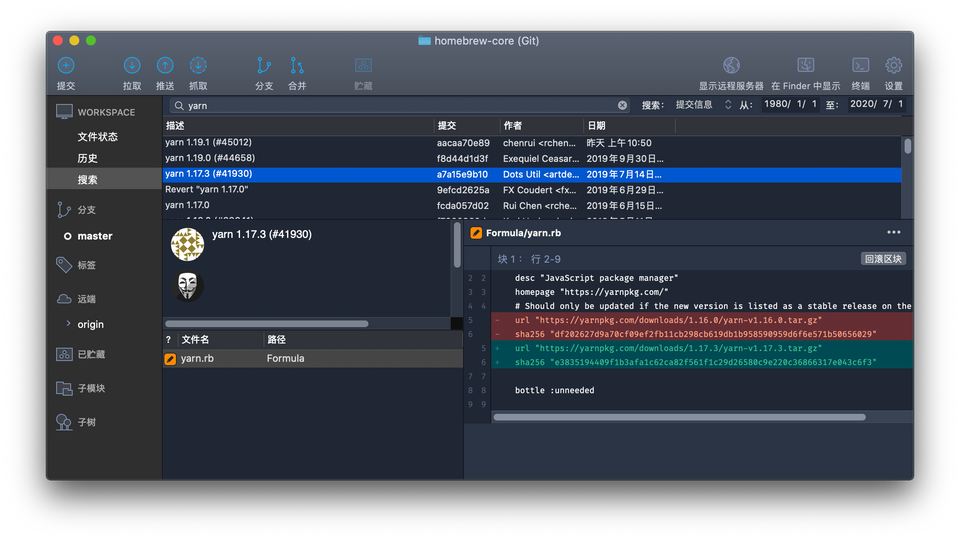 homebrew-core (Git)
提交 拉取 推送 抓取 分支 合并 贮藏 显示远程服务器 在 Finder 中显示 终端 设置
WORKSPACE
文件状态
历史
搜索
分支
master
标签
远端
origin
已贮藏
子模块
子树
yarn 搜索: 提交信息 从: 1980/ 1/ 1 至: 2020/ 7/ 1
描述 提交 作者 日期
yarn 1.19.1 (#45012) aacaa70e89 chenrui <rchen... 昨天 上午10:50
yarn 1.19.0 (#44658) f8d44d1d3f Exequiel Ceasar... 2019年9月30日...
yarn 1.17.3 (#41930) a7a15e9b10 Dots Util <artde... 2019年7月14日...
Revert "yarn 1.17.0" 9efcd2625a FX Coudert <fx... 2019年6月29日...
yarn 1.17.0 fcda057d02 Rui Chen <rche... 2019年6月15日...
yarn 1.17.3 (#41930)
? 文件名 路径
yarn.rb Formula
Formula/yarn.rb
块 1： 行 2-9 回滚区块
2 2 desc "JavaScript package manager"
3 3 homepage "https://yarnpkg.com/"
4 4 # Should only be updated if the new version is listed as a stable release on the
5 - url "https://yarnpkg.com/downloads/1.16.0/yarn-v1.16.0.tar.gz"
6 - sha256 "df202627d9a70cf09ef2fb11cb298cb619db1b958590959d6f6e571b50656029"
5 + url "https://yarnpkg.com/downloads/1.17.3/yarn-v1.17.3.tar.gz"
6 + sha256 "e3835194409f1b3afa1c62ca82f561f1c29d26580c9e220c36866317e043c6f3"
7 7
8 8 bottle :unneeded
9 9